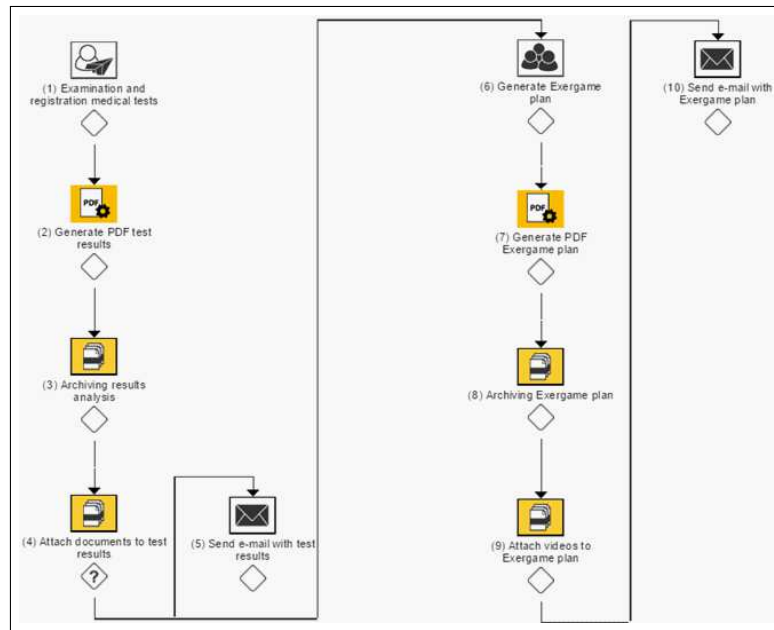 (1) Examination and
registration medical tests
PDF
(2) Generate PDF test
results
(3) Archiving results
analysis
(4) Attach documents to test
results
?
(5) Send e-mail with test
results
(6) Generate Exergame
plan
PDF
(7) Generate PDF
Exergame plan
(8) Archiving Exergame plan
(9) Attach videos to
Exergame plan
(10) Send e-mail with
Exergame plan